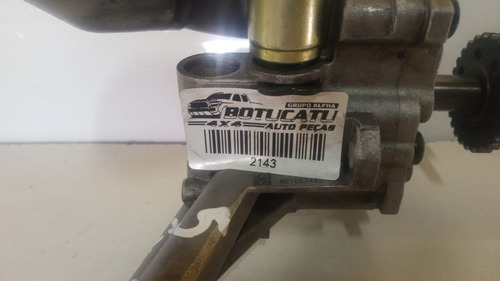 GRUPO ALPHA
BOTUCATU
4X4 AUTO PEÇAS
2143